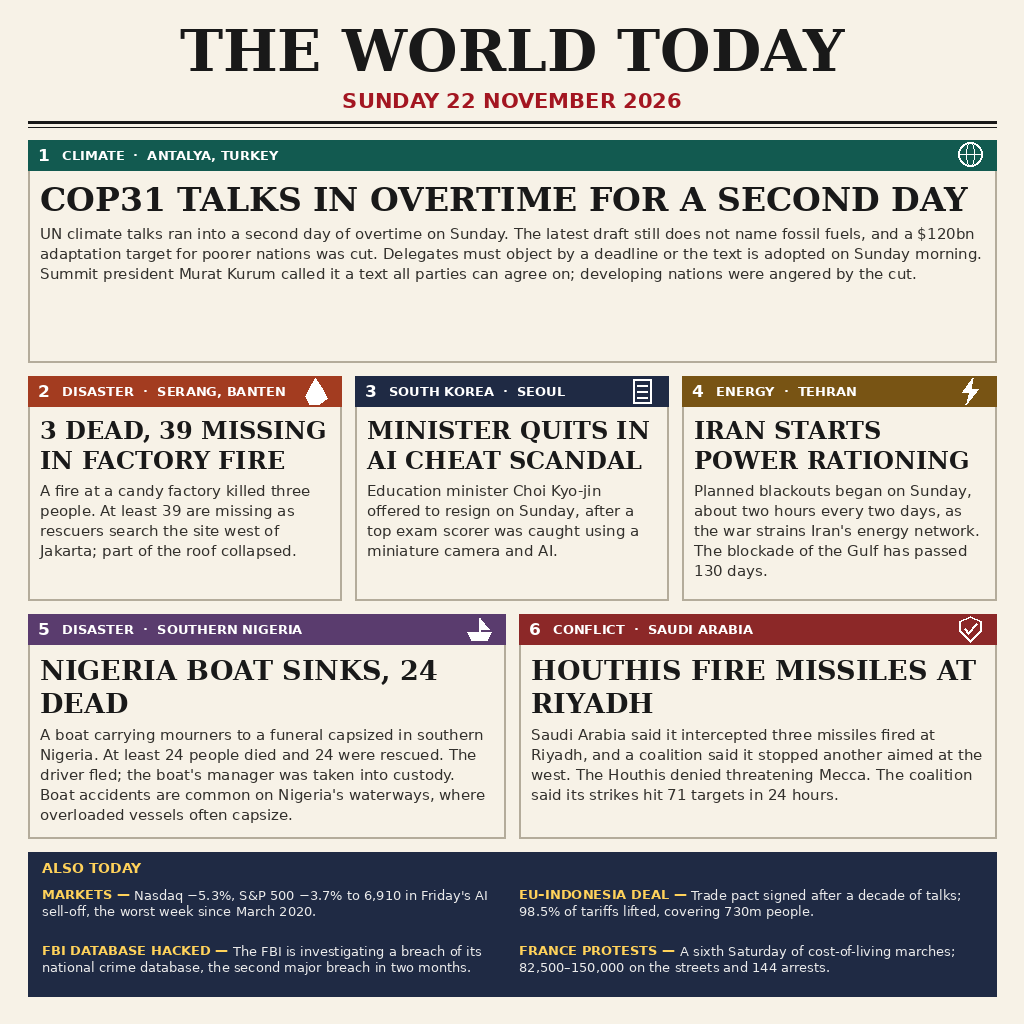 THE WORLD TODAY
SUNDAY 22 NOVEMBER 2026
1 CLIMATE · ANTALYA, TURKEY
COP31 TALKS IN OVERTIME FOR A SECOND DAY
UN climate talks ran into a second day of overtime on Sunday. The latest draft still does not name fossil fuels, and a $120bn
adaptation target for poorer nations was cut. Delegates must object by a deadline or the text is adopted on Sunday morning.
Summit president Murat Kurum called it a text all parties can agree on; developing nations were angered by the cut.
2 DISASTER · SERANG, BANTEN
3 DEAD, 39 MISSING
IN FACTORY FIRE
A fire at a candy factory killed three
people. At least 39 are missing as
rescuers search the site west of
Jakarta; part of the roof collapsed.
3 SOUTH KOREA · SEOUL
MINISTER QUITS IN
AI CHEAT SCANDAL
Education minister Choi Kyo-jin
offered to resign on Sunday, after a
top exam scorer was caught using a
miniature camera and AI.
4 ENERGY · TEHRAN
IRAN STARTS
POWER RATIONING
Planned blackouts began on Sunday,
about two hours every two days, as
the war strains Iran's energy network.
The blockade of the Gulf has passed
130 days.
5 DISASTER · SOUTHERN NIGERIA
NIGERIA BOAT SINKS, 24
DEAD
A boat carrying mourners to a funeral capsized in southern
Nigeria. At least 24 people died and 24 were rescued. The
driver fled; the boat's manager was taken into custody.
Boat accidents are common on Nigeria's waterways, where
overloaded vessels often capsize.
6 CONFLICT · SAUDI ARABIA
HOUTHIS FIRE MISSILES AT
RIYADH
Saudi Arabia said it intercepted three missiles fired at
Riyadh, and a coalition said it stopped another aimed at the
west. The Houthis denied threatening Mecca. The coalition
said its strikes hit 71 targets in 24 hours.
ALSO TODAY
MARKETS — Nasdaq −5.3%, S&P 500 −3.7% to 6,910 in Friday's AI
sell-off, the worst week since March 2020.
EU–INDONESIA DEAL — Trade pact signed after a decade of talks;
98.5% of tariffs lifted, covering 730m people.
FBI DATABASE HACKED — The FBI is investigating a breach of its
national crime database, the second major breach in two months.
FRANCE PROTESTS — A sixth Saturday of cost-of-living marches;
82,500–150,000 on the streets and 144 arrests.